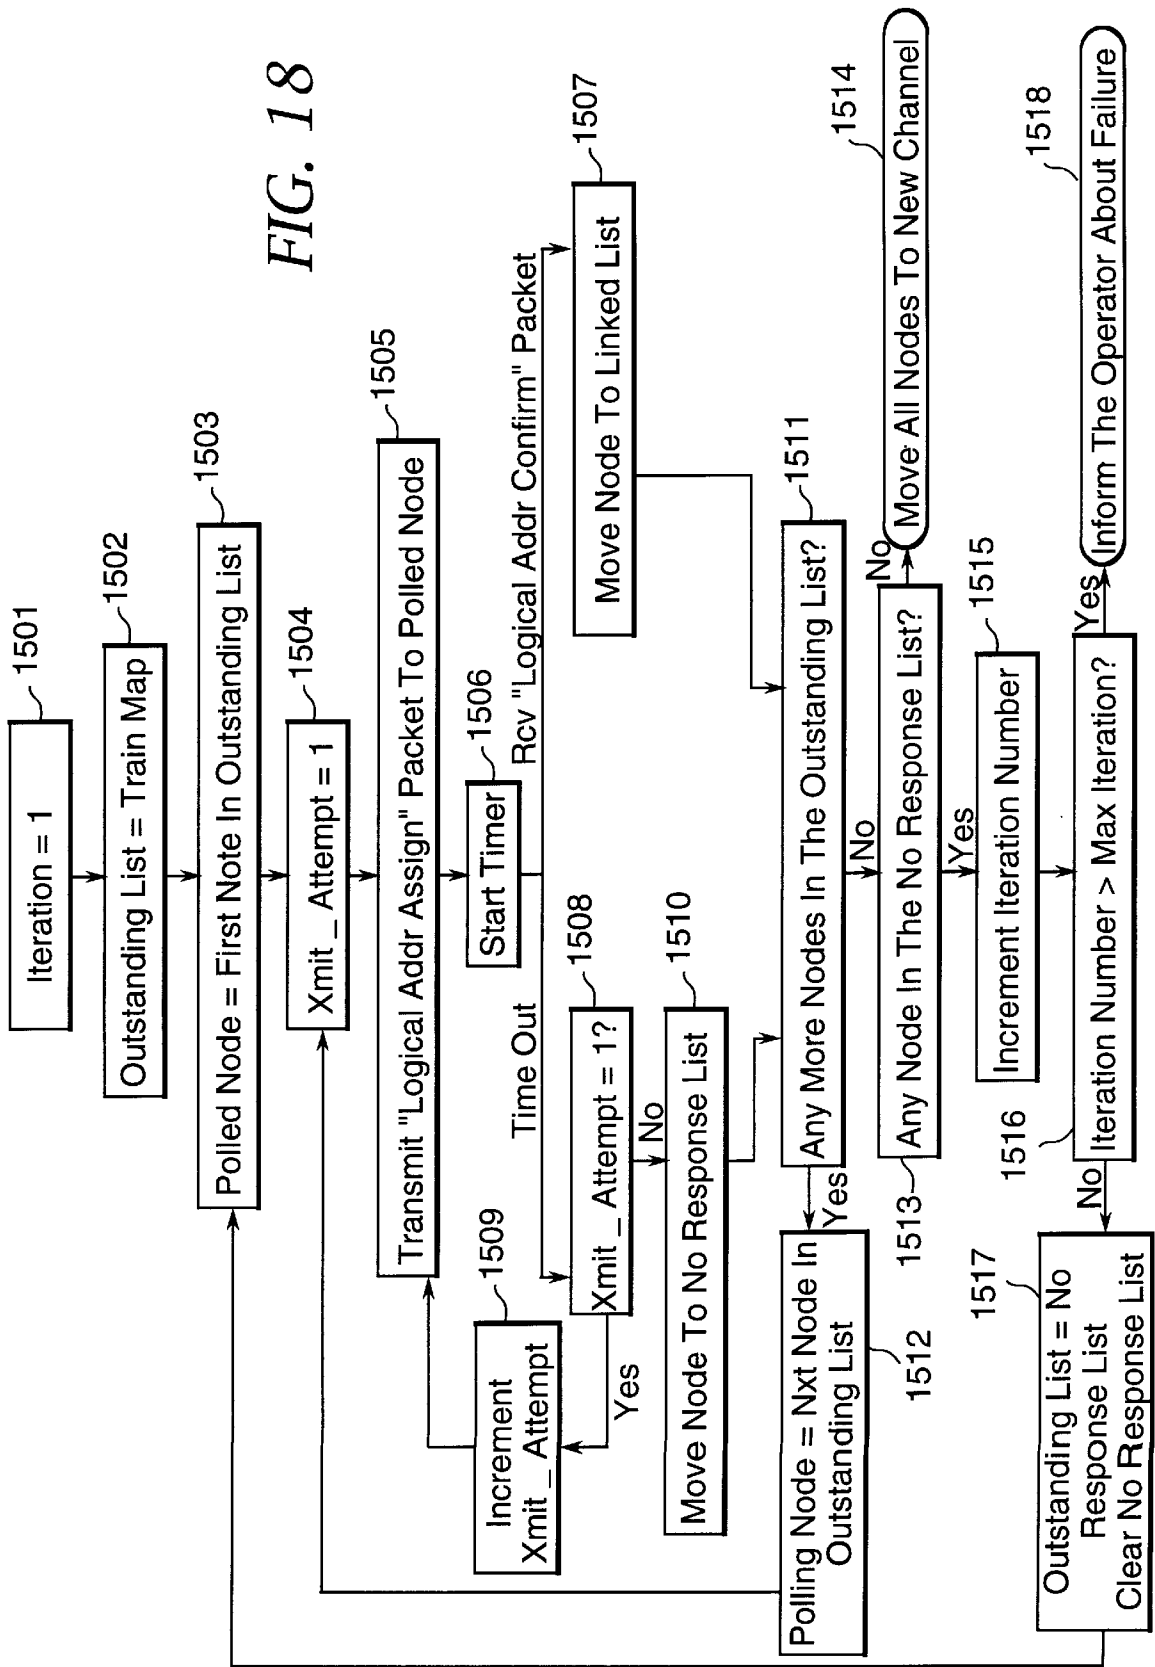 FIG. 18
Iteration = 1
1501
Outstanding List = Train Map
1502
Polled Node = First Note In Outstanding List
1503
Xmit _ Attempt = 1
1504
Transmit "Logical Addr Assign" Packet To Polled Node
1505
Start Timer
1506
Time Out
Rcv "Logical Addr Confirm" Packet
Move Node To Linked List
1507
Xmit _ Attempt = 1?
1508
Yes
No
Increment
Xmit _ Attempt
1509
Move Node To No Response List
1510
Any More Nodes In The Outstanding List?
1511
Yes
No
Polling Node = Nxt Node In
Outstanding List
1512
Any Node In The No Response List?
1513
No
Yes
Move All Nodes To New Channel
1514
Increment Iteration Number
1515
Iteration Number > Max Iteration?
1516
No
Yes
Outstanding List = No
Response List
Clear No Response List
1517
Inform The Operator About Failure
1518